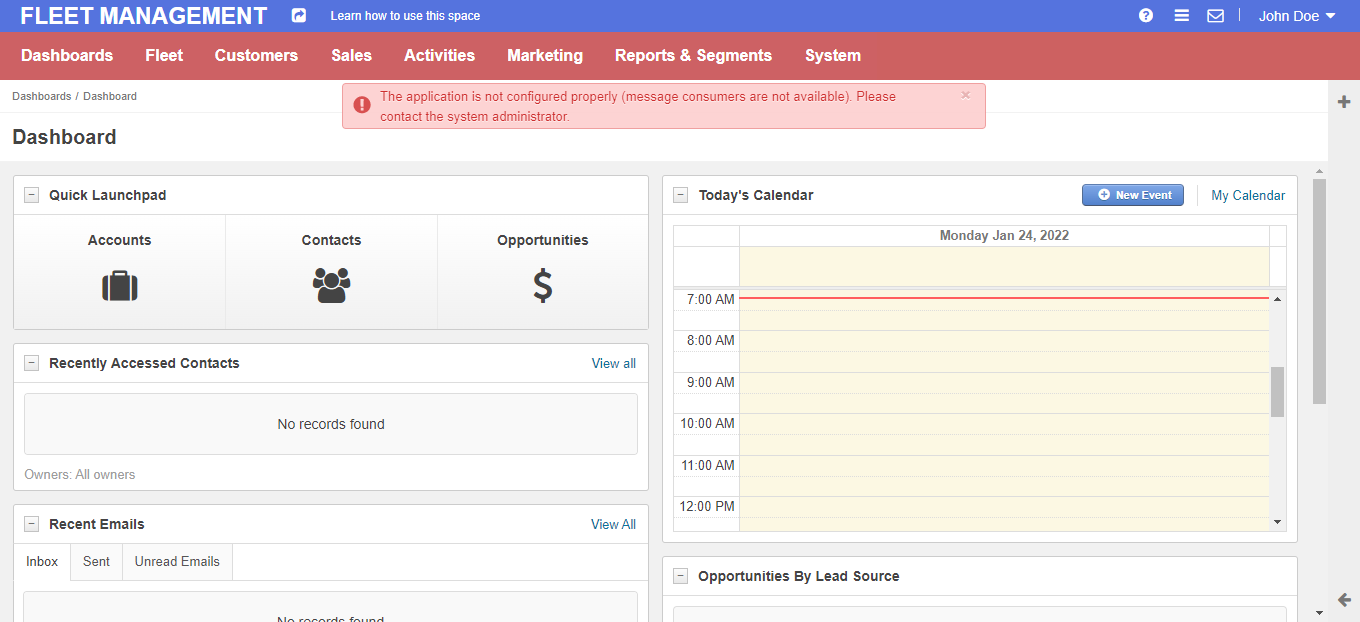 FLEET MANAGEMENT
Learn how to use this space
John Doe
Dashboards
Fleet
Customers
Sales
Activities
Marketing
Reports & Segments
System
Dashboards / Dashboard
The application is not configured properly (message consumers are not available). Please
contact the system administrator.
×
Dashboard
Quick Launchpad
Accounts
Contacts
Opportunities
Recently Accessed Contacts
View all
No records found
Owners: All owners
Recent Emails
View All
Inbox
Sent
Unread Emails
No records found
Today's Calendar
New Event
My Calendar
Monday Jan 24, 2022
7:00 AM
8:00 AM
9:00 AM
10:00 AM
11:00 AM
12:00 PM
Opportunities By Lead Source